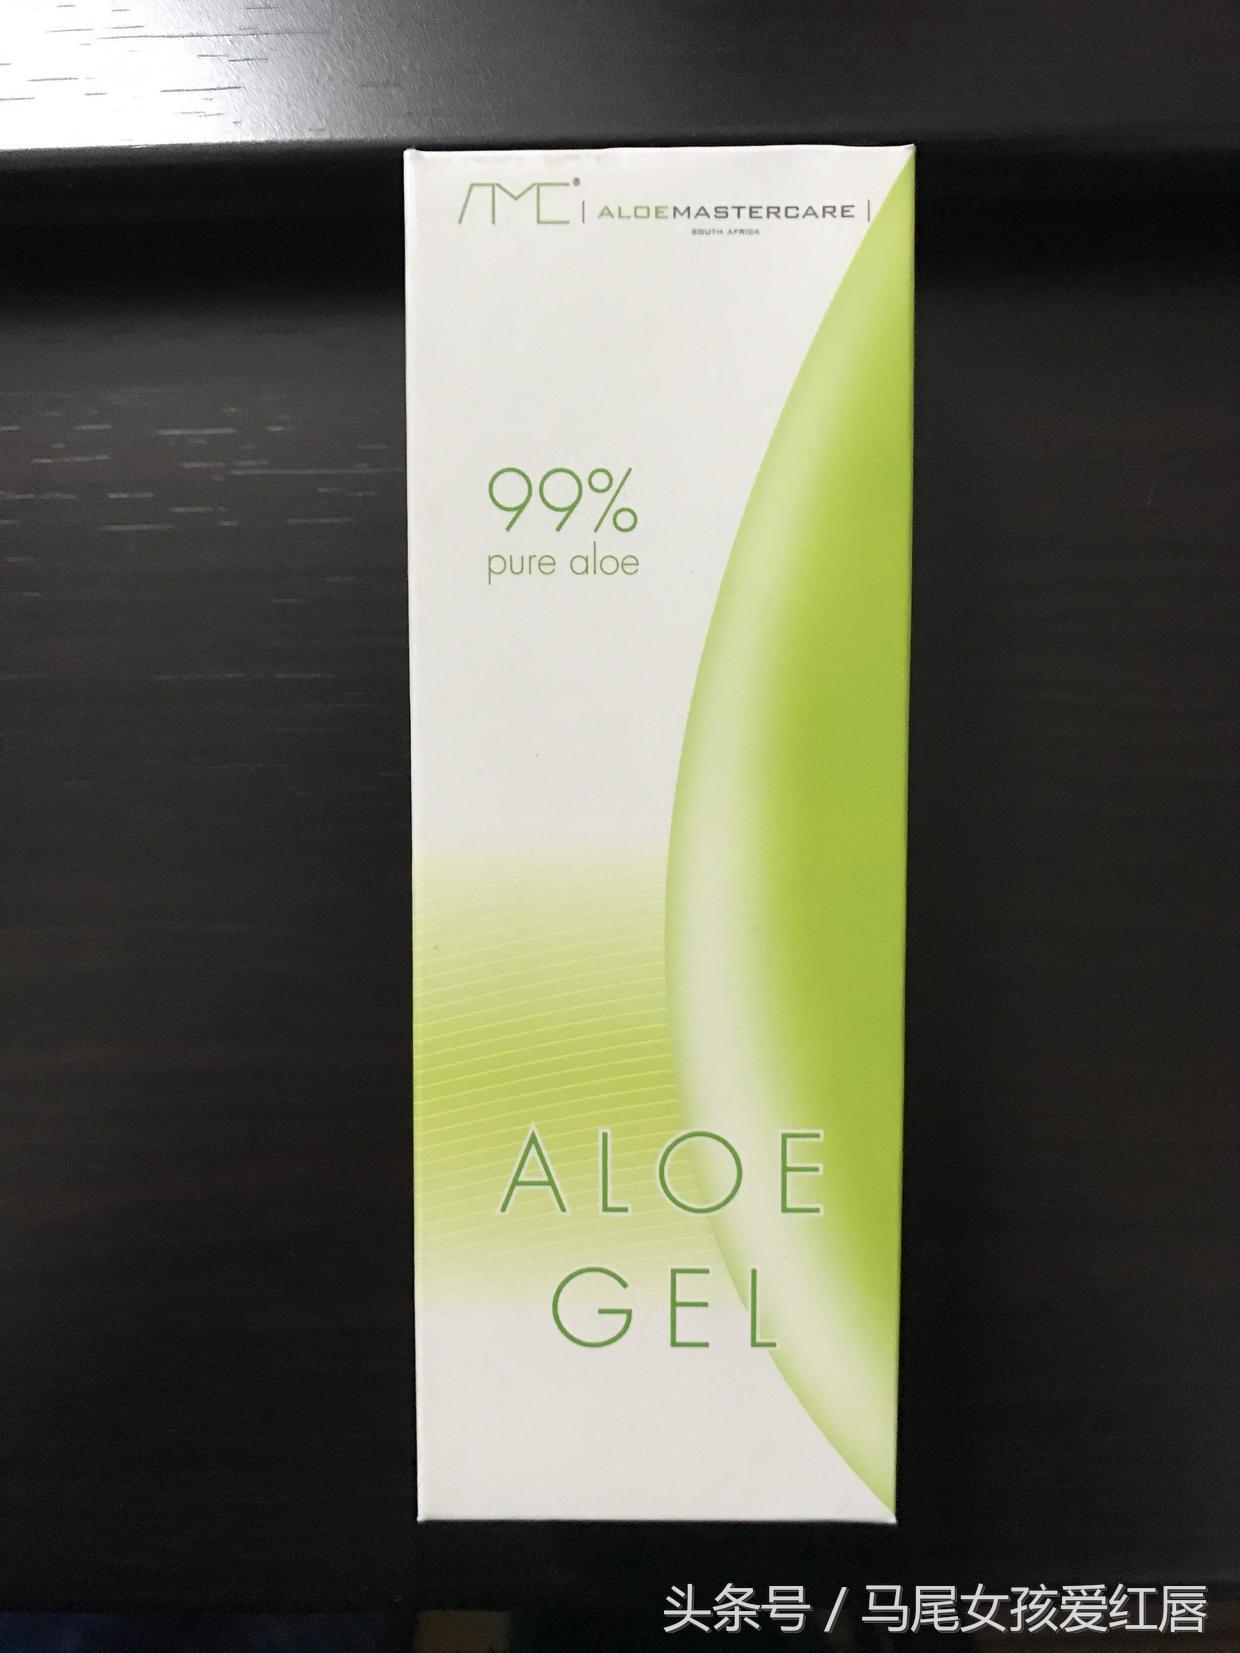 AMC® | ALOEMASTERCARE |
SOUTH AFRICA
99%
pure aloe
ALOE
GEL
头条号 / 马尾女孩爱红唇